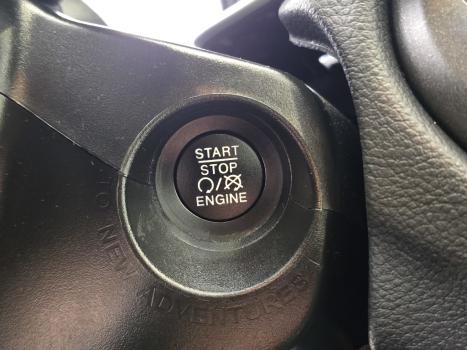 START
STOP
ENGINE
TO NEW ADVENTURES